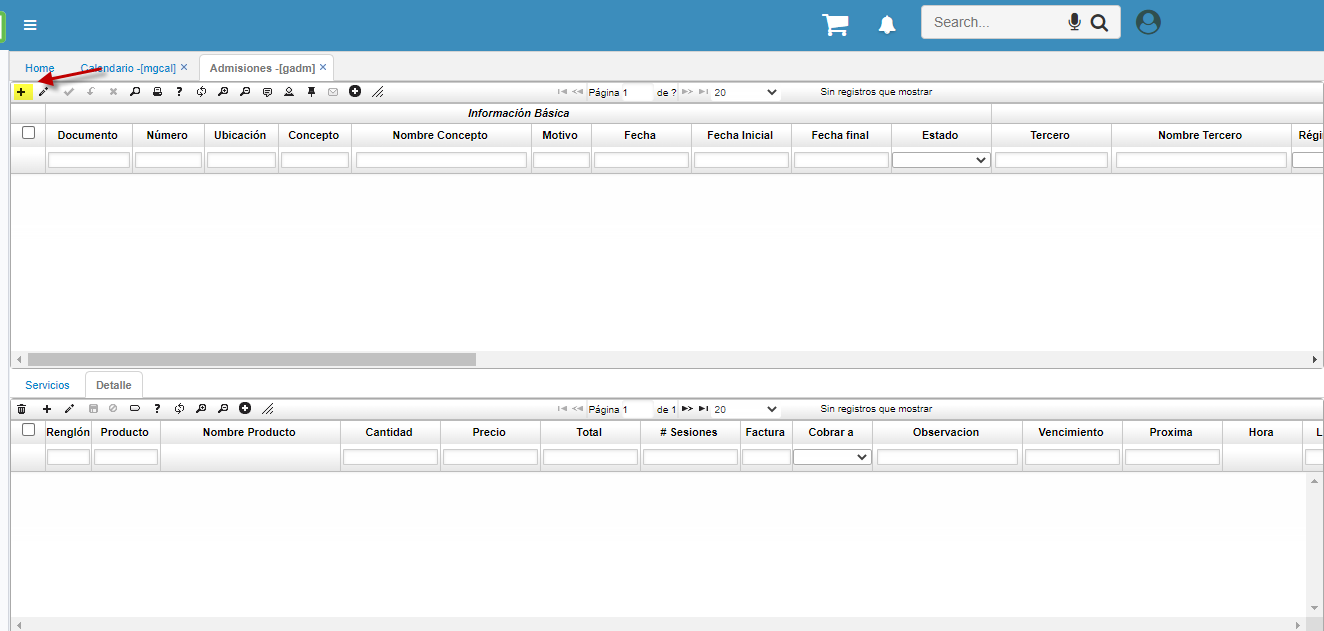 Search...
Home Calendario -[mgcal] × Admisiones -[gadm] ×
Página 1 de ? 20 Sin registros que mostrar
Información Básica
Documento Número Ubicación Concepto Nombre Concepto Motivo Fecha Fecha Inicial Fecha final Estado Tercero Nombre Tercero Régi
Servicios Detalle
Página 1 de 1 20 Sin registros que mostrar
Renglón Producto Nombre Producto Cantidad Precio Total # Sesiones Factura Cobrar a Observacion Vencimiento Proxima Hora L